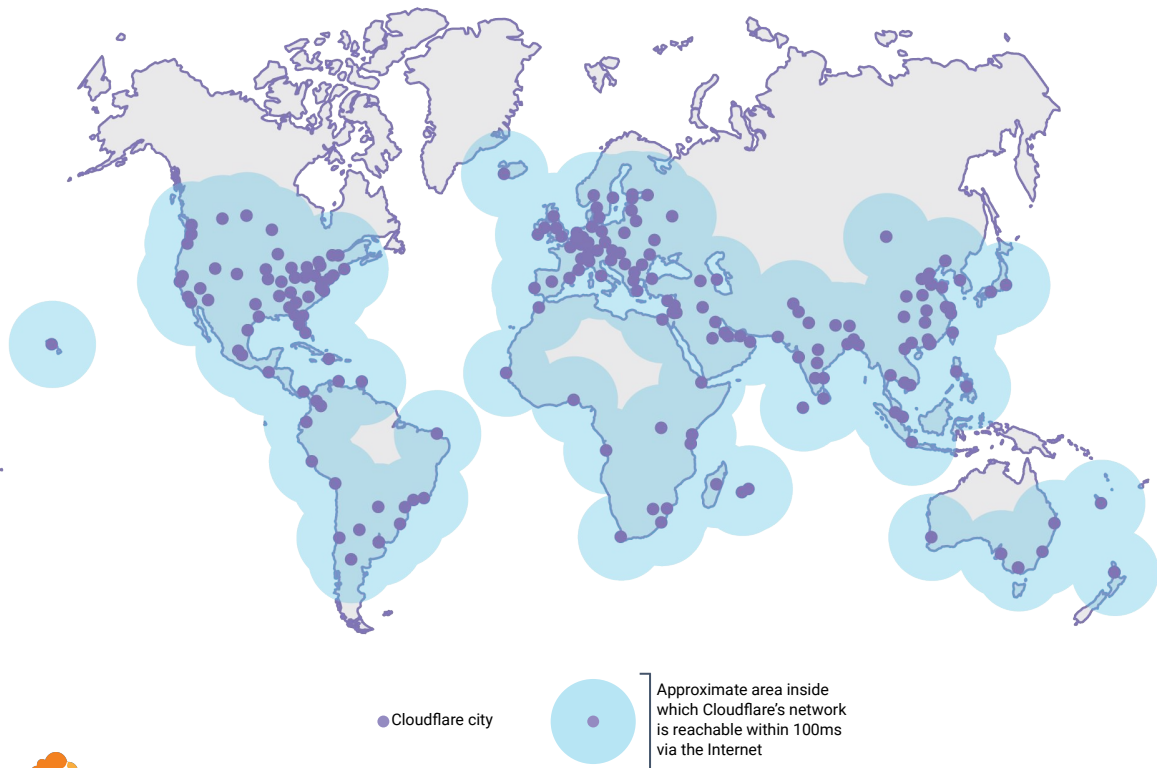 Cloudflare city
Approximate area inside
which Cloudflare's network
is reachable within 100ms
via the Internet